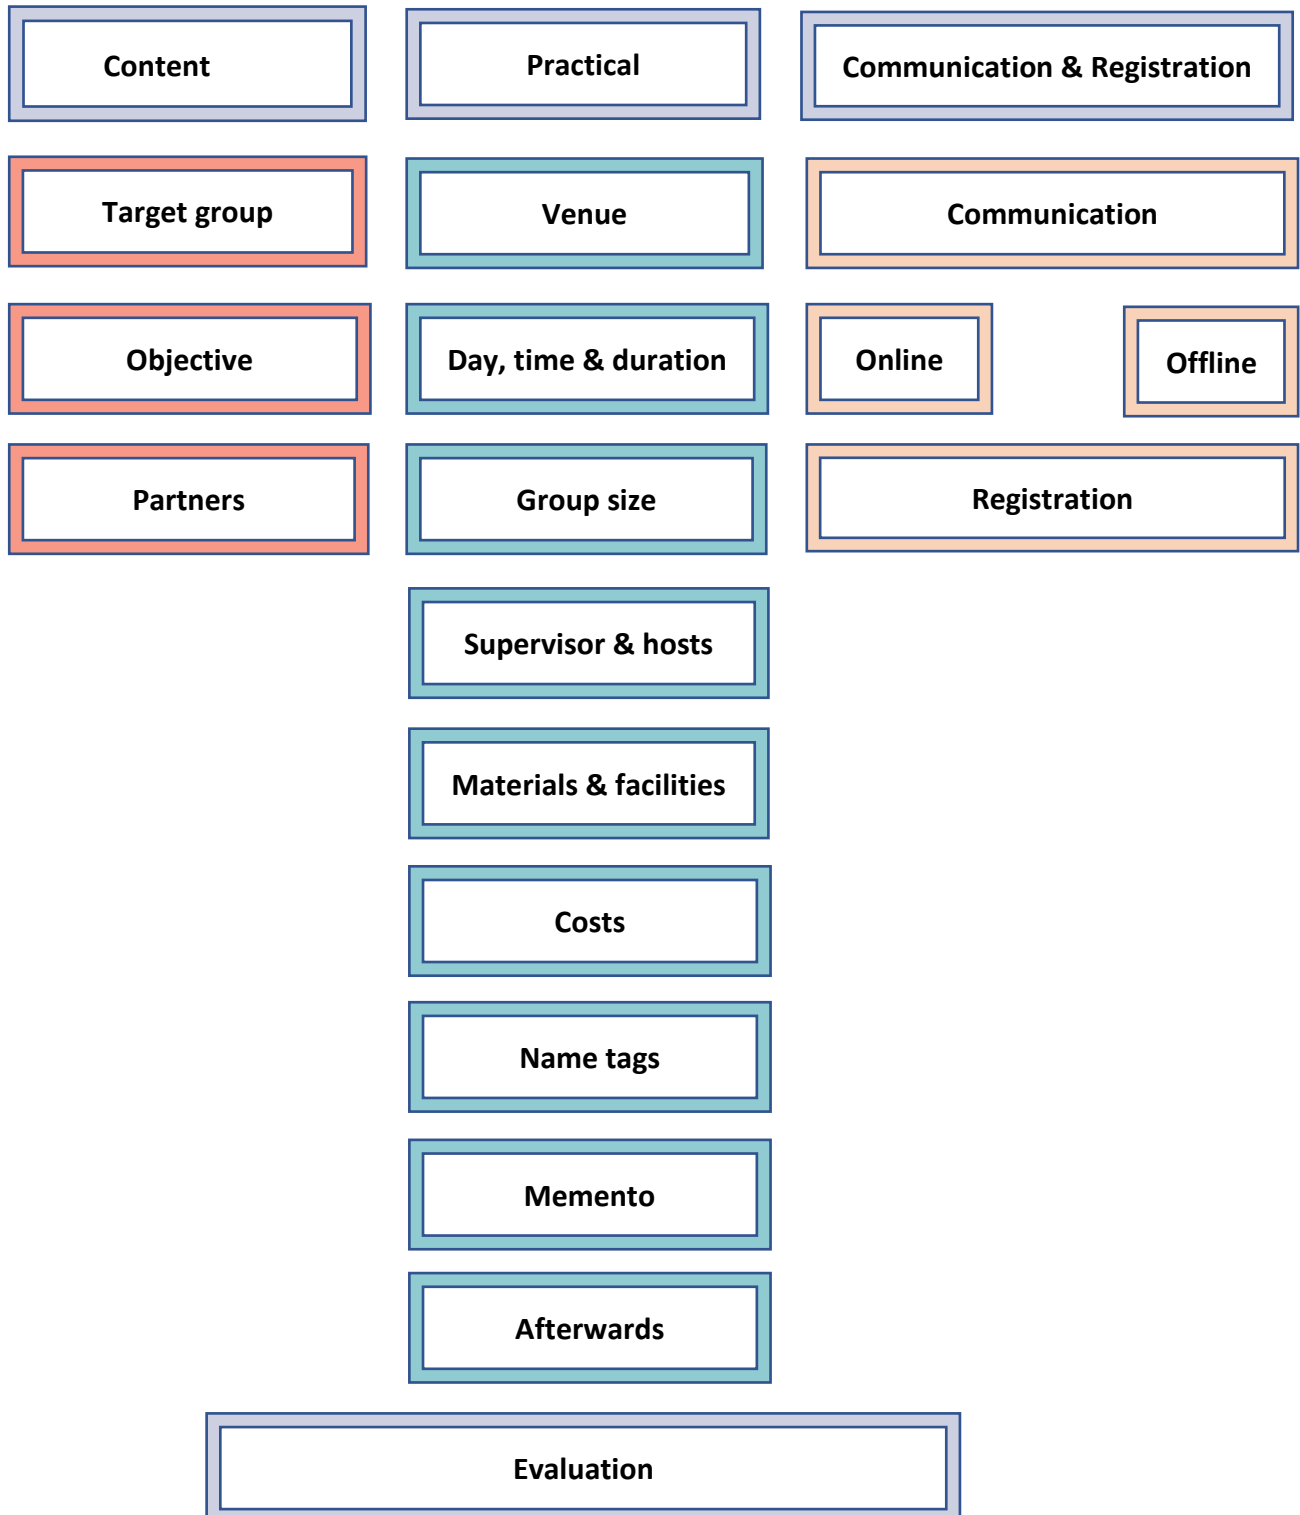 Content
Practical
Communication & Registration
Target group
Venue
Communication
Objective
Day, time & duration
Online
Offline
Partners
Group size
Registration
Supervisor & hosts
Materials & facilities
Costs
Name tags
Memento
Afterwards
Evaluation